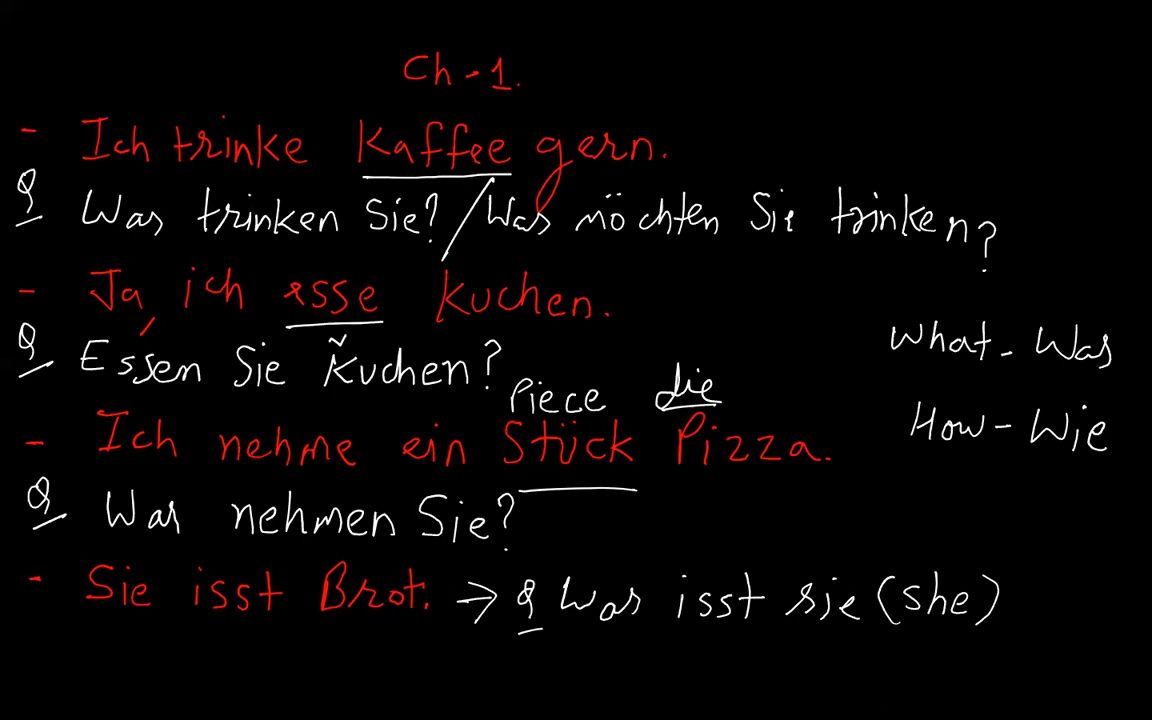 Ch - 1.
- Ich trinke Kaffee gern.
Q Was trinken Sie? / Was möchten Sie trinken?
- Ja, ich esse Kuchen.
What - Was
Q Essen Sie Kuchen?
Piece die
How - Wie
- Ich nehme ein Stück Pizza.
Q Was nehmen Sie?
- Sie isst Brot. → Q Was isst sie (she)